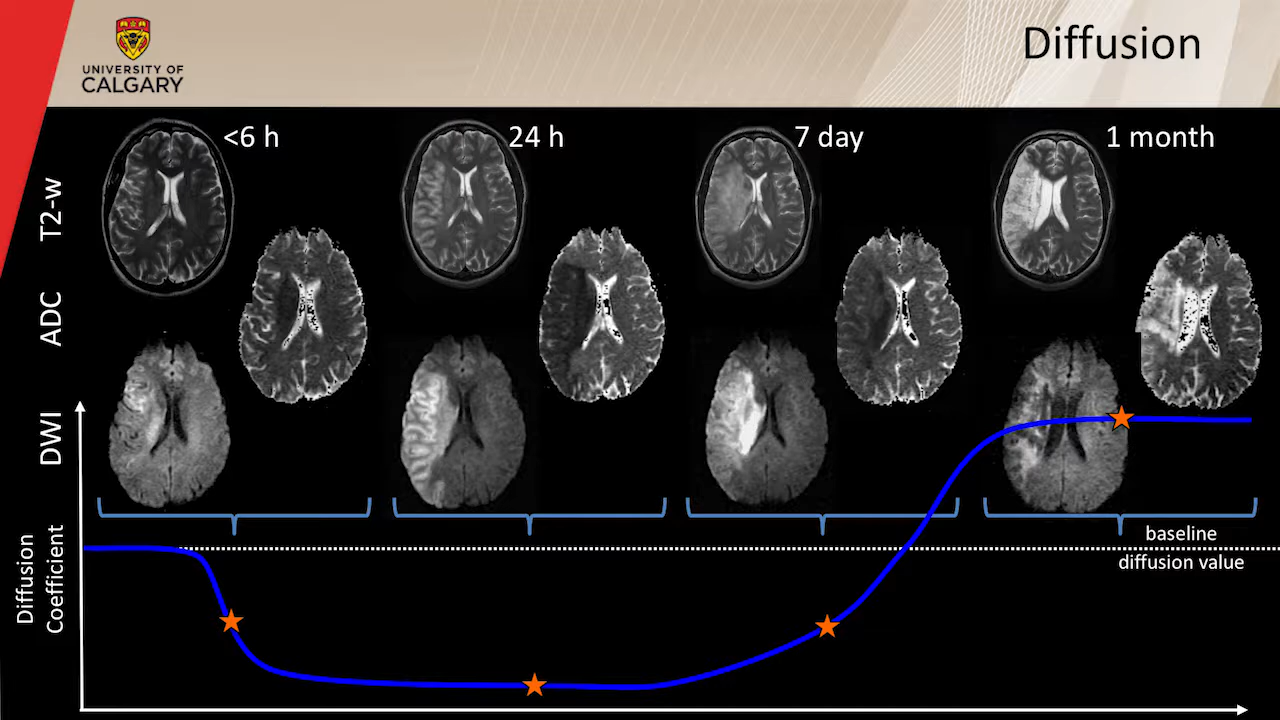 UNIVERSITY OF
CALGARY
Diffusion
<6 h
24 h
7 day
1 month
T2-w
ADC
DWI
Diffusion
Coefficient
baseline
diffusion value